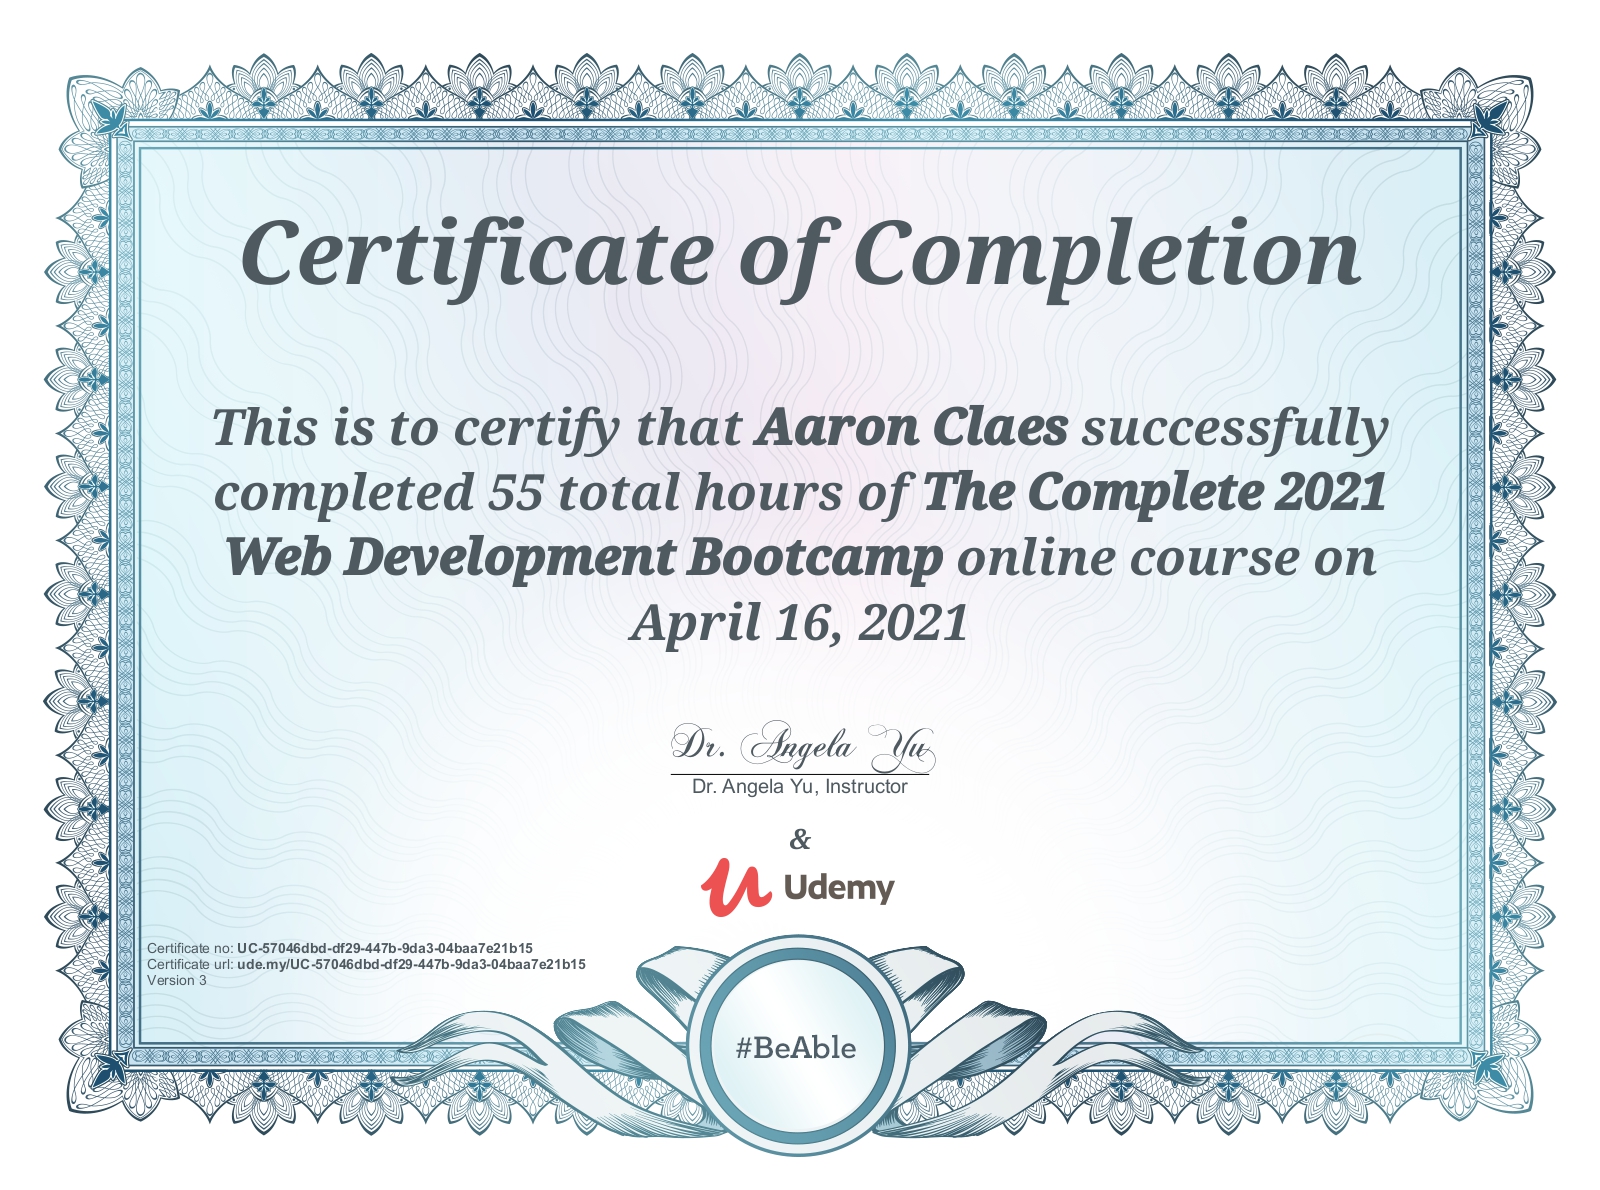 Certificate of Completion
This is to certify that Aaron Claes successfully
completed 55 total hours of The Complete 2021
Web Development Bootcamp online course on
April 16, 2021
Dr. Angela Yu
Dr. Angela Yu, Instructor
&
Udemy
Certificate no: UC-57046dbd-df29-447b-9da3-04baa7e21b15
Certificate url: ude.my/UC-57046dbd-df29-447b-9da3-04baa7e21b15
Version 3
#BeAble